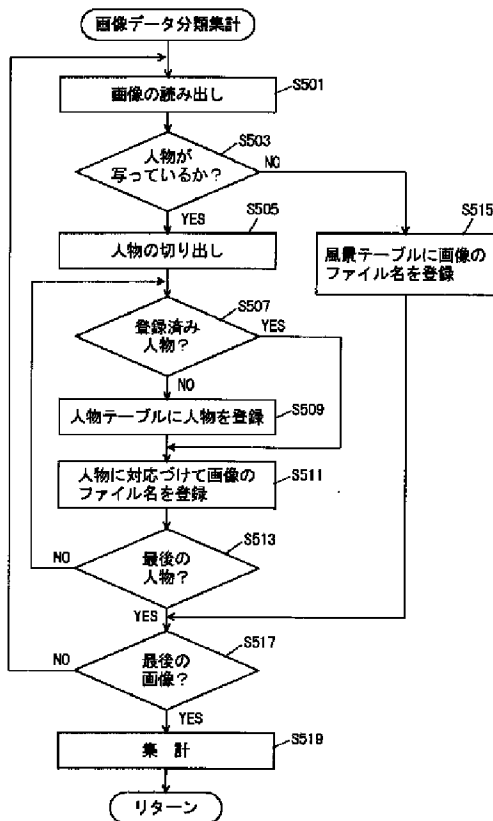 画像データ分類集計
画像の読み出し
S501
人物が
写っているか？
S503
NO
YES
人物の切り出し
S505
風景テーブルに画像の
ファイル名を登録
S515
登録済み
人物？
S507
YES
NO
人物テーブルに人物を登録
S509
人物に対応づけて画像の
ファイル名を登録
S511
最後の
人物？
S513
NO
YES
最後の
画像？
S517
NO
YES
集 計
S519
リターン